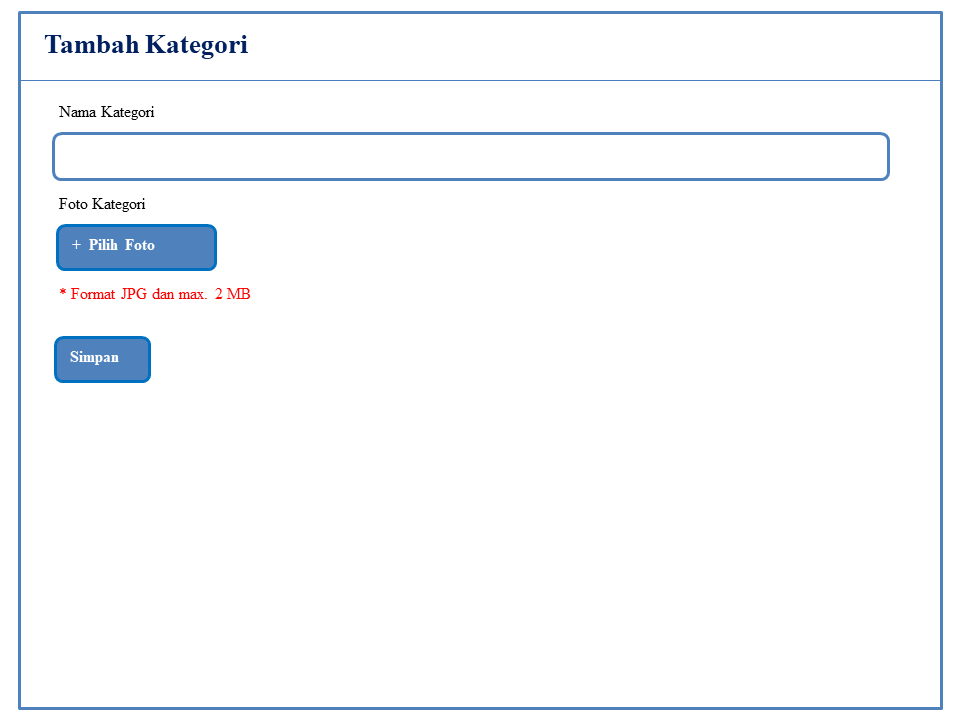 Tambah Kategori
Nama Kategori
Foto Kategori
+ Pilih Foto
* Format JPG dan max. 2 MB
Simpan